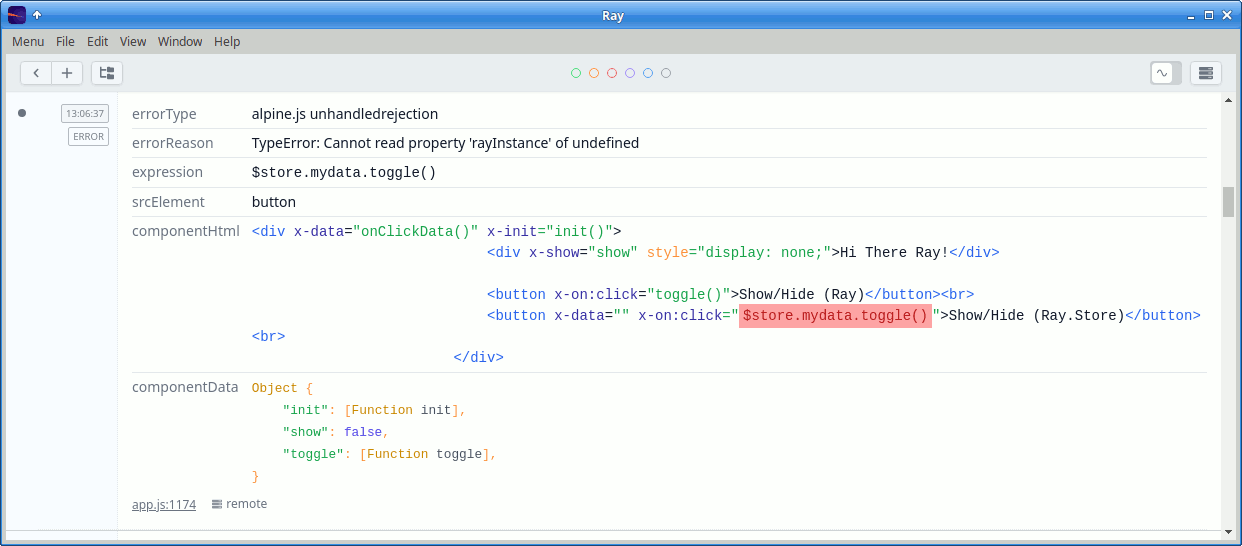 Ray
Menu File Edit View Window Help
13:06:37
ERROR
errorType alpine.js unhandledrejection
errorReason TypeError: Cannot read property 'rayInstance' of undefined
expression $store.mydata.toggle()
srcElement button
componentHtml <div x-data="onClickData()" x-init="init()">
<div x-show="show" style="display: none;">Hi There Ray!</div>
<button x-on:click="toggle()">Show/Hide (Ray)</button><br>
<button x-data="" x-on:click="$store.mydata.toggle()">Show/Hide (Ray.Store)</button>
<br>
</div>
componentData Object {
"init": [Function init],
"show": false,
"toggle": [Function toggle],
}
app.js:1174 remote